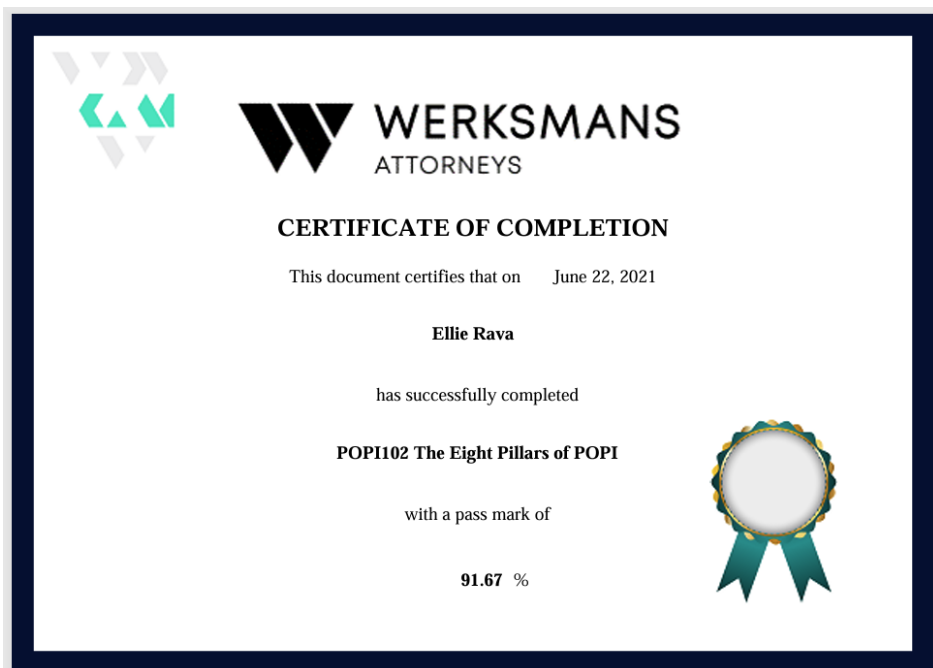 WERKSMANS
ATTORNEYS
CERTIFICATE OF COMPLETION
This document certifies that on June 22, 2021
Ellie Rava
has successfully completed
POPI102 The Eight Pillars of POPI
with a pass mark of
91.67 %